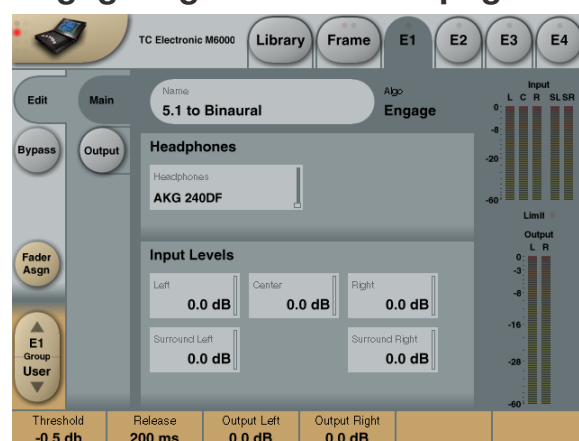 TC Electronic M6000
Library
Frame
E1
E2
E3
E4
Edit
Main
Name
5.1 to Binaural
Algo
Engage
Bypass
Output
Headphones
Headphones
AKG 240DF
Fader
Asgn
Input Levels
Left
0.0 dB
Center
0.0 dB
Right
0.0 dB
Surround Left
0.0 dB
Surround Right
0.0 dB
E1
Group
User
Input
L C R SL SR
0
-8
-20
-60
Limit
Output
L R
0
-3
-8
-16
-28
-60
Threshold
-0.5 db
Release
200 ms
Output Left
0.0 dB
Output Right
0.0 dB